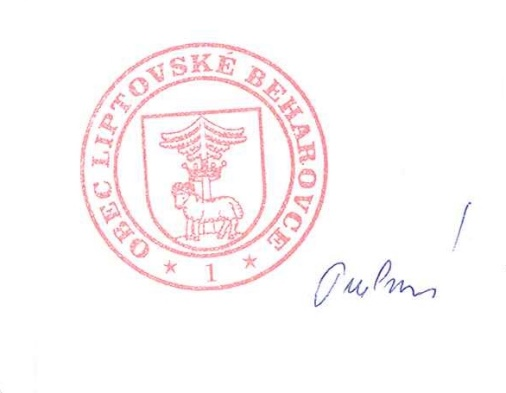 OBEC LIPTOVSKÉ BEHAROVCE
* 1 *